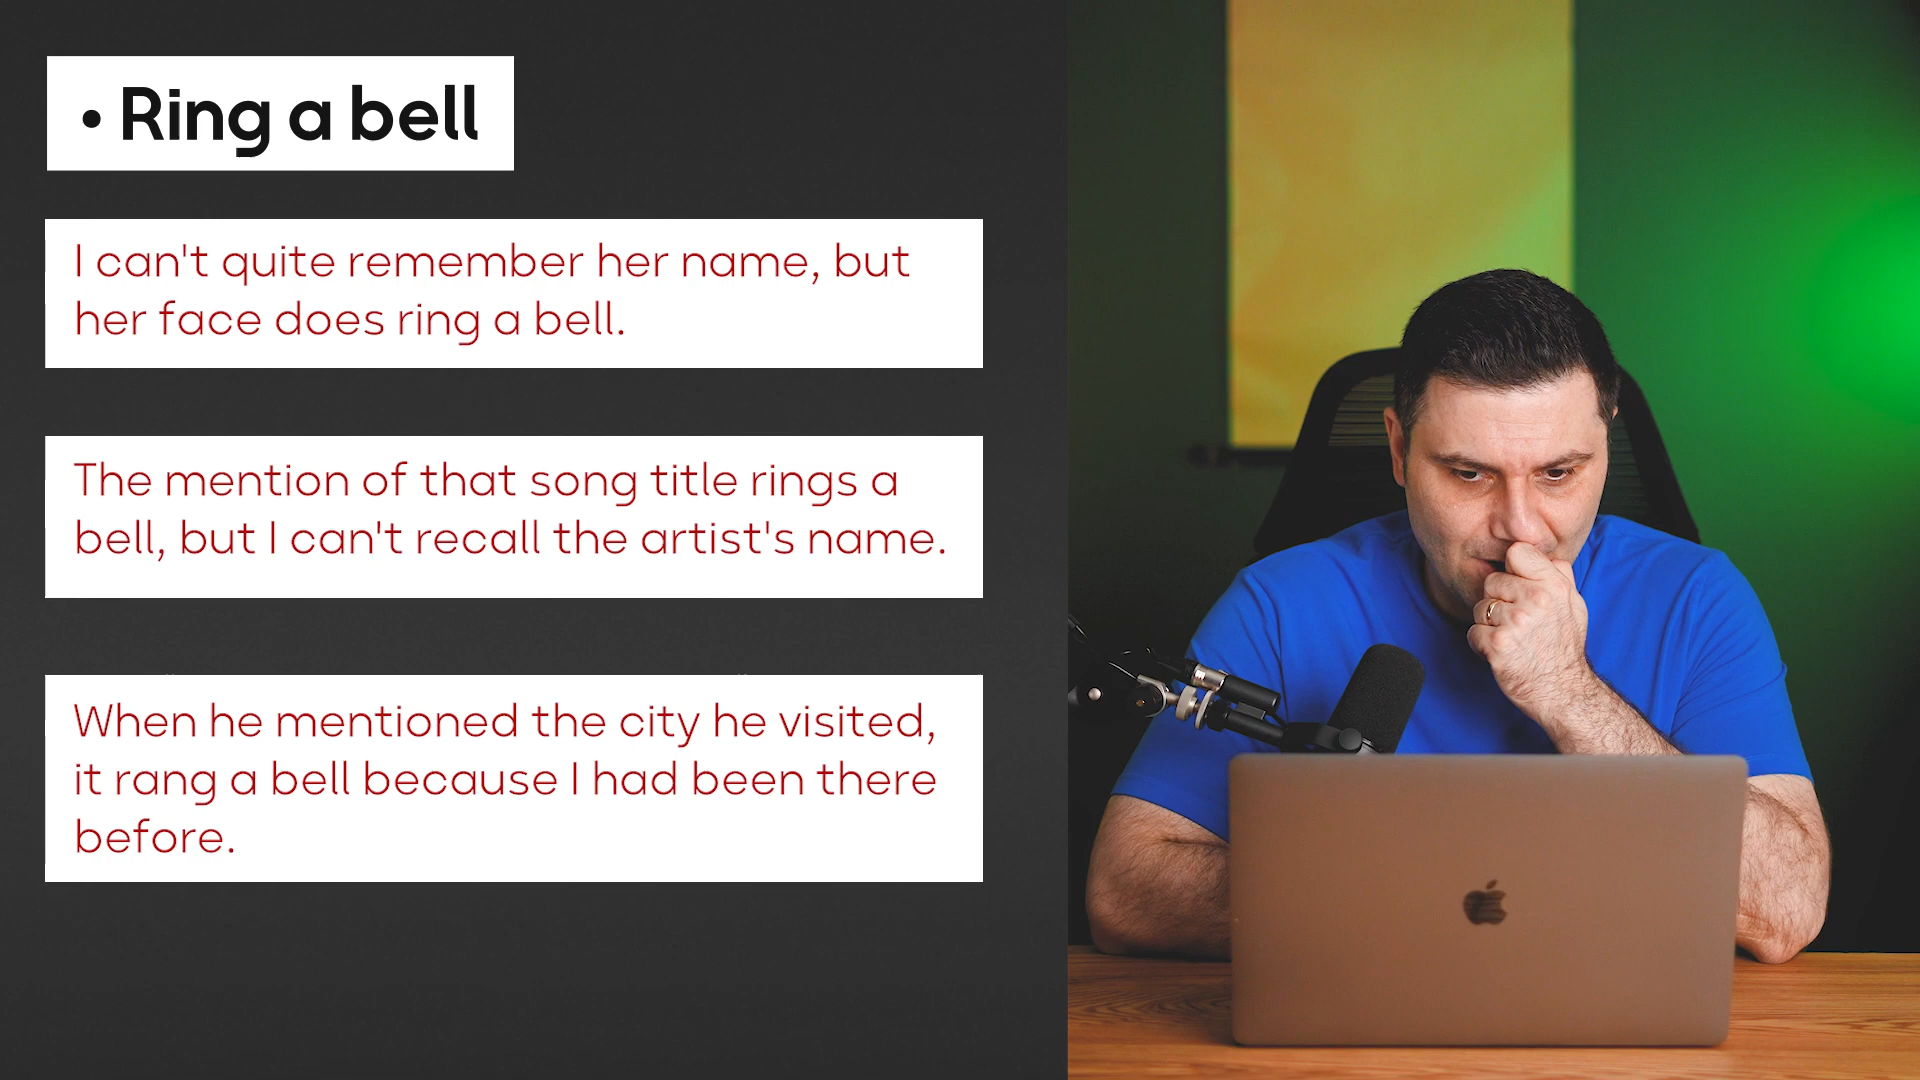 • Ring a bell
I can't quite remember her name, but
her face does ring a bell.
The mention of that song title rings a
bell, but I can't recall the artist's name.
When he mentioned the city he visited,
it rang a bell because I had been there
before.